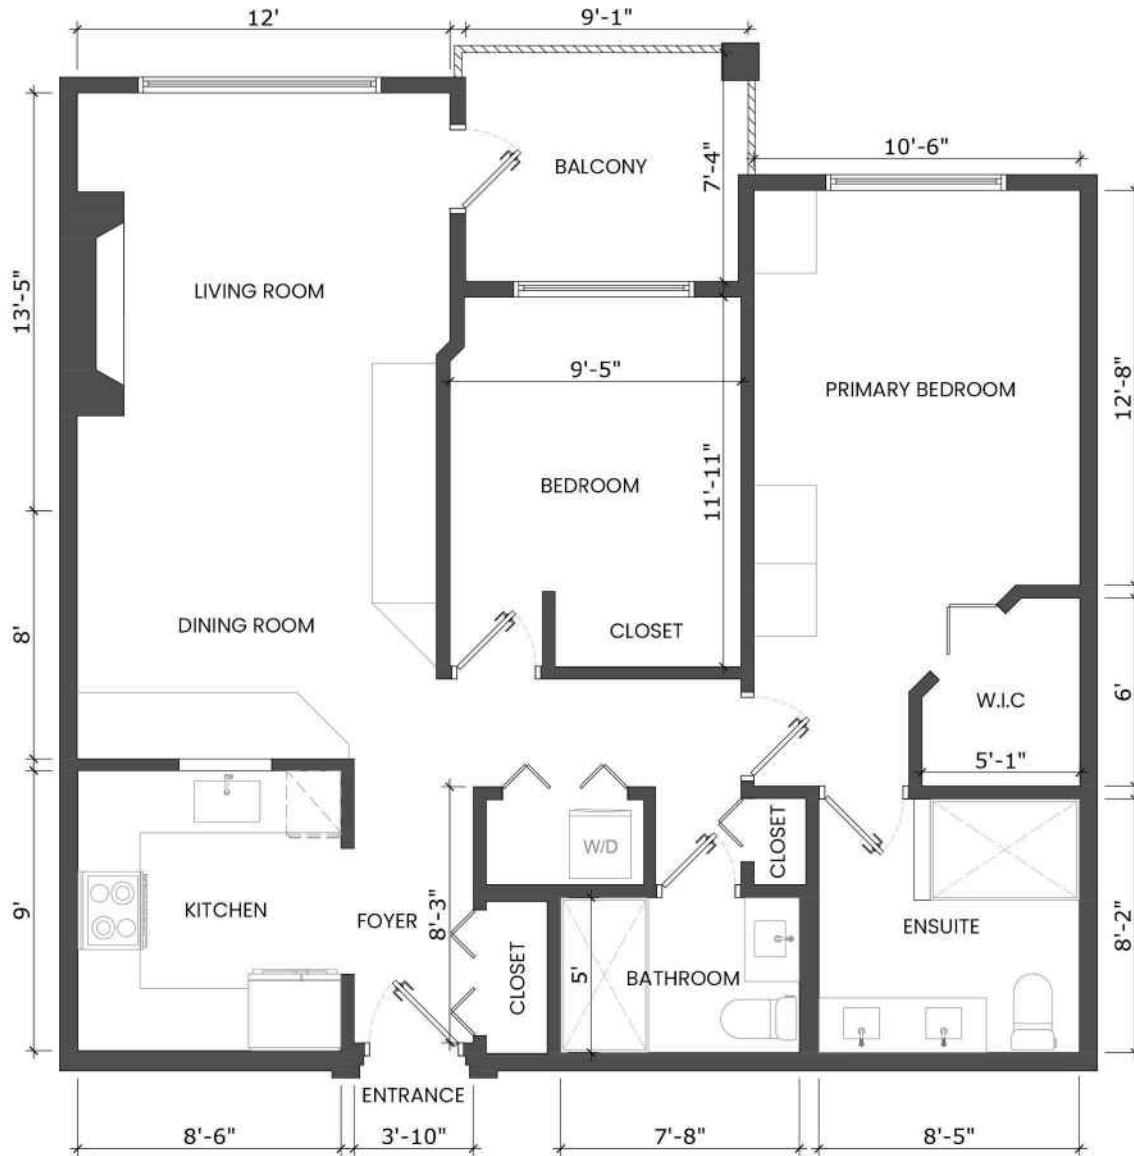 12'
9'-1"
BALCONY
7'-4"
10'-6"
13'-5"
LIVING ROOM
9'-5"
PRIMARY BEDROOM
12'-8"
BEDROOM
11'-11"
8'
DINING ROOM
CLOSET
W.I.C
6'
5'-1"
W/D
CLOSET
9'
KITCHEN
FOYER
8'-3"
CLOSET
5'
BATHROOM
ENSUITE
8'-2"
ENTRANCE
8'-6"
3'-10"
7'-8"
8'-5"